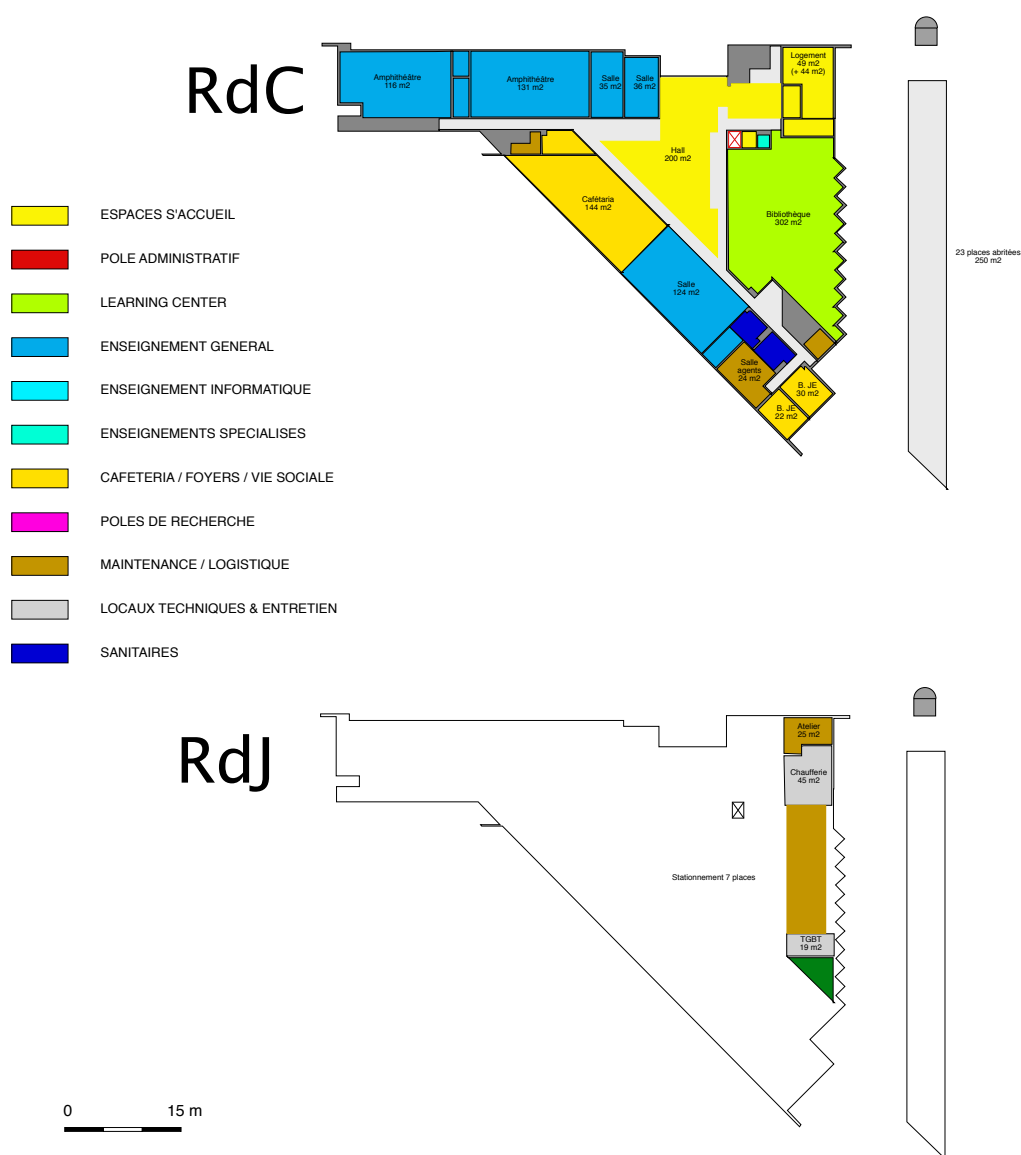 RdC
Amphithèâtre
116 m2
Amphithèâtre
131 m2
Salle
35 m2
Salle
36 m2
Logement
49 m2
(+ 44 m2)
Hall
200 m2
Cafétaria
144 m2
Bibliothèque
302 m2
Salle
124 m2
Salle
agents
24 m2
B. JE
30 m2
B. JE
22 m2
23 places abritées
250 m2
ESPACES S'ACCUEIL
POLE ADMINISTRATIF
LEARNING CENTER
ENSEIGNEMENT GENERAL
ENSEIGNEMENT INFORMATIQUE
ENSEIGNEMENTS SPECIALISES
CAFETERIA / FOYERS / VIE SOCIALE
POLES DE RECHERCHE
MAINTENANCE / LOGISTIQUE
LOCAUX TECHNIQUES & ENTRETIEN
SANITAIRES
RdJ
Atelier
25 m2
Chaufferie
45 m2
Stationnement 7 places
TGBT
19 m2
0 15 m